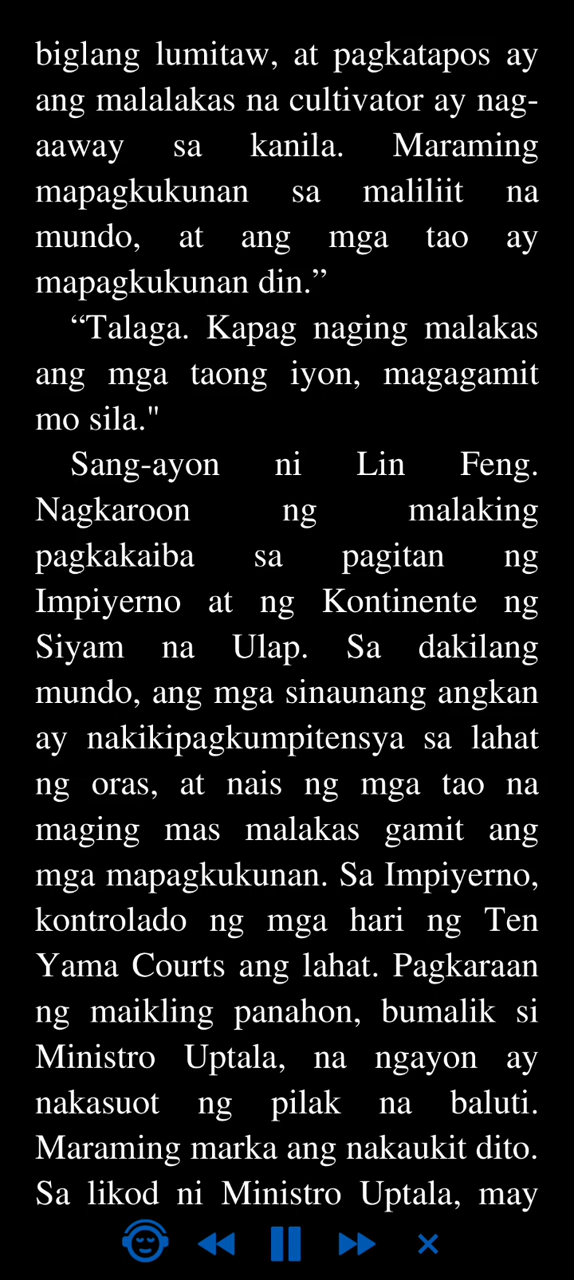 biglang lumitaw, at pagkatapos ay
ang malalakas na cultivator ay nag-
aaway sa kanila. Maraming
mapagkukunan sa maliliit na
mundo, at ang mga tao ay
mapagkukunan din.”
“Talaga. Kapag naging malakas
ang mga taong iyon, magagamit
mo sila."
Sang-ayon ni Lin Feng.
Nagkaroon ng malaking
pagkakaiba sa pagitan ng
Impiyerno at ng Kontinente ng
Siyam na Ulap. Sa dakilang
mundo, ang mga sinaunang angkan
ay nakikipagkumpitensya sa lahat
ng oras, at nais ng mga tao na
maging mas malakas gamit ang
mga mapagkukunan. Sa Impiyerno,
kontrolado ng mga hari ng Ten
Yama Courts ang lahat. Pagkaraan
ng maikling panahon, bumalik si
Ministro Uptala, na ngayon ay
nakasuot ng pilak na baluti.
Maraming marka ang nakaukit dito.
Sa likod ni Ministro Uptala, may